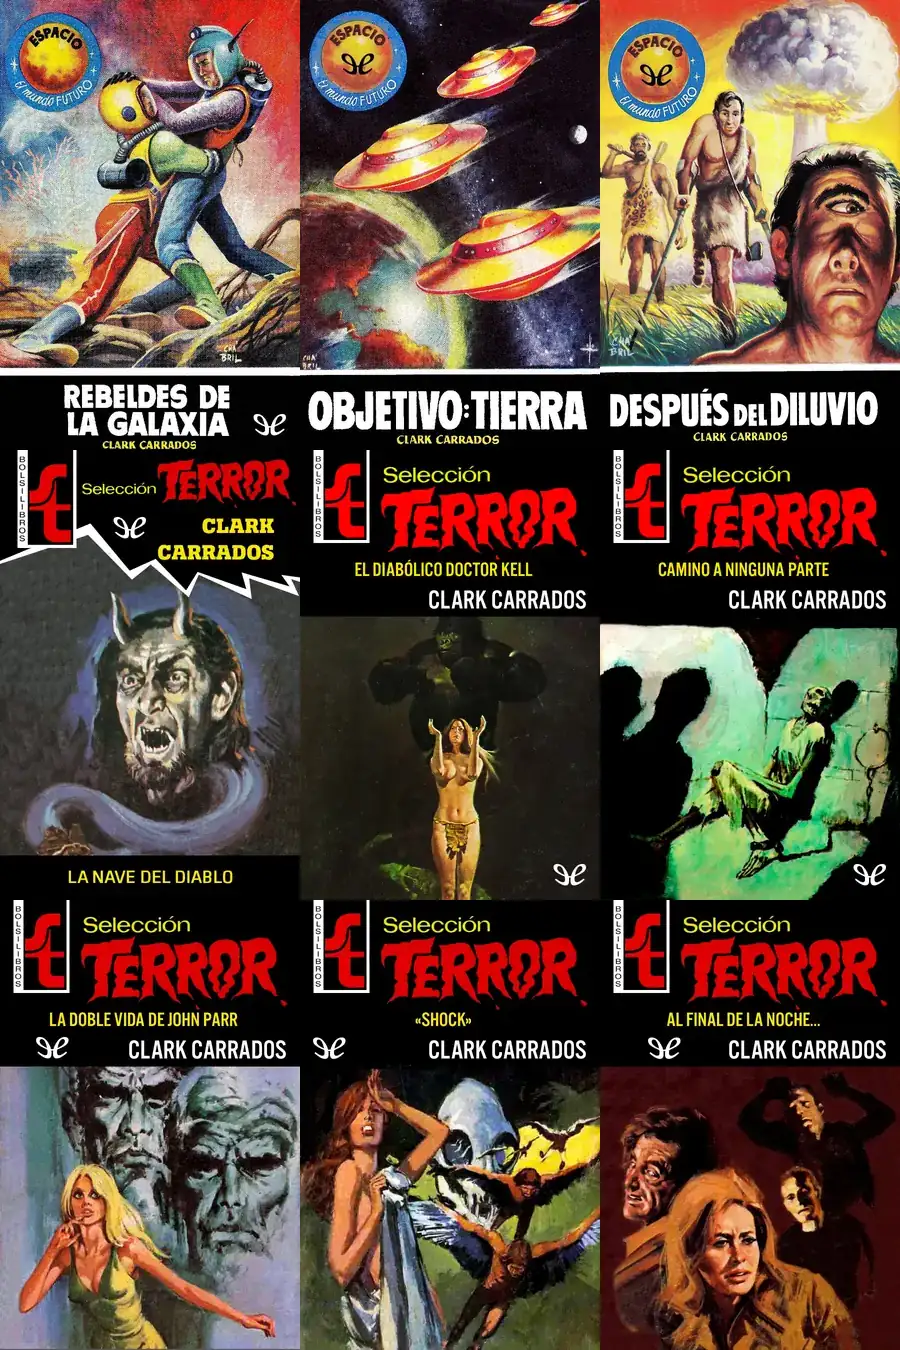 ESPACIO
El mundo FUTURO
CHA
BRIL
REBELDES DE
LA GALAXIA
CLARK CARRADOS
ESPACIO
El mundo FUTURO
CHA
BRIL
OBJETIVO: TIERRA
CLARK CARRADOS
ESPACIO
El mundo FUTURO
CHA
BRIL
DESPUÉS DEL DILUVIO
CLARK CARRADOS
BOLSILIBROS
Selección TERROR
CLARK
CARRADOS
LA NAVE DEL DIABLO
BOLSILIBROS
Selección
TERROR
EL DIABÓLICO DOCTOR KELL
CLARK CARRADOS
BOLSILIBROS
Selección
TERROR
CAMINO A NINGUNA PARTE
CLARK CARRADOS
BOLSILIBROS
Selección
TERROR
LA DOBLE VIDA DE JOHN PARR
CLARK CARRADOS
BOLSILIBROS
Selección
TERROR
«SHOCK»
CLARK CARRADOS
BOLSILIBROS
Selección
TERROR
AL FINAL DE LA NOCHE...
CLARK CARRADOS